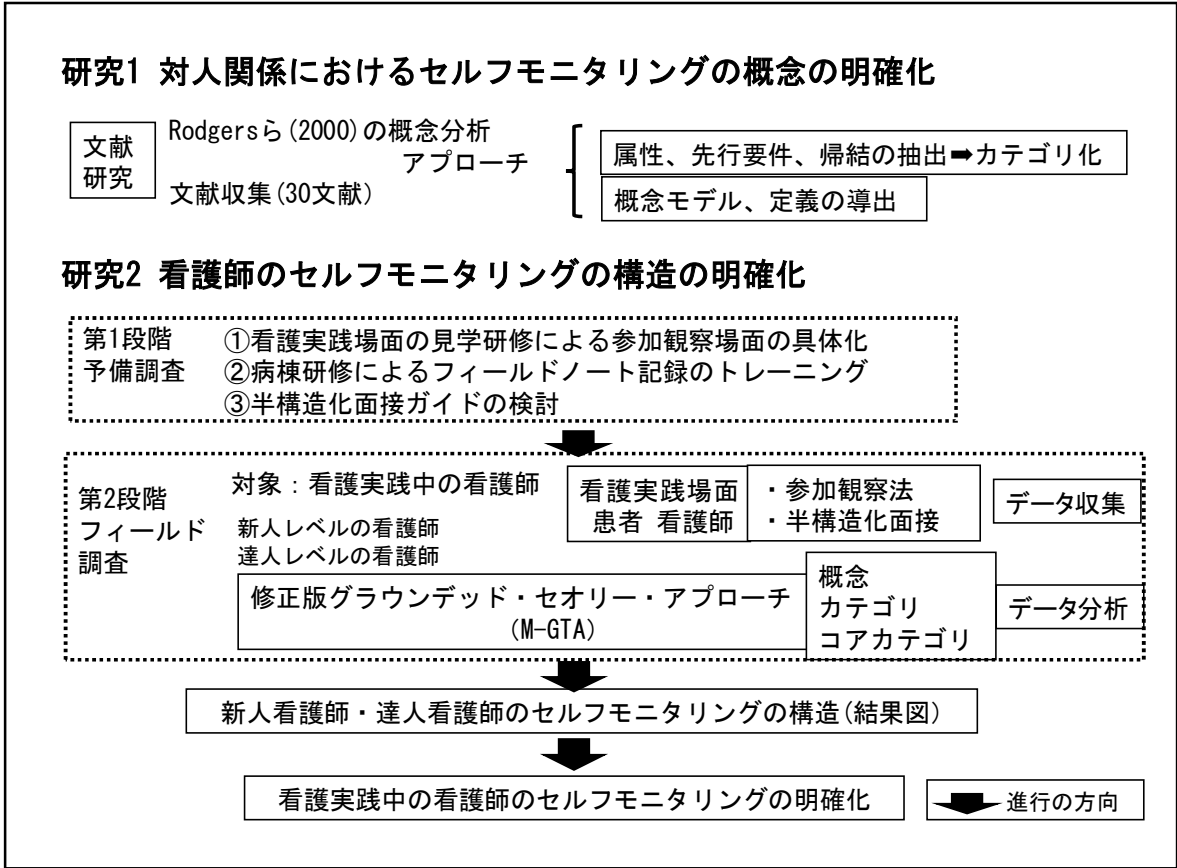 研究1 対人関係におけるセルフモニタリングの概念の明確化
文献
研究
Rodgersら(2000)の概念分析
アプローチ
文献収集(30文献)
属性、先行要件、帰結の抽出➡カテゴリ化
概念モデル、定義の導出
研究2 看護師のセルフモニタリングの構造の明確化
第1段階
予備調査
①看護実践場面の見学研修による参加観察場面の具体化
②病棟研修によるフィールドノート記録のトレーニング
③半構造化面接ガイドの検討
第2段階
フィールド
調査
対象：看護実践中の看護師
新人レベルの看護師
達人レベルの看護師
看護実践場面
患者 看護師
・参加観察法
・半構造化面接
データ収集
修正版グラウンデッド・セオリー・アプローチ
(M-GTA)
概念
カテゴリ
コアカテゴリ
データ分析
新人看護師・達人看護師のセルフモニタリングの構造(結果図)
看護実践中の看護師のセルフモニタリングの明確化
進行の方向